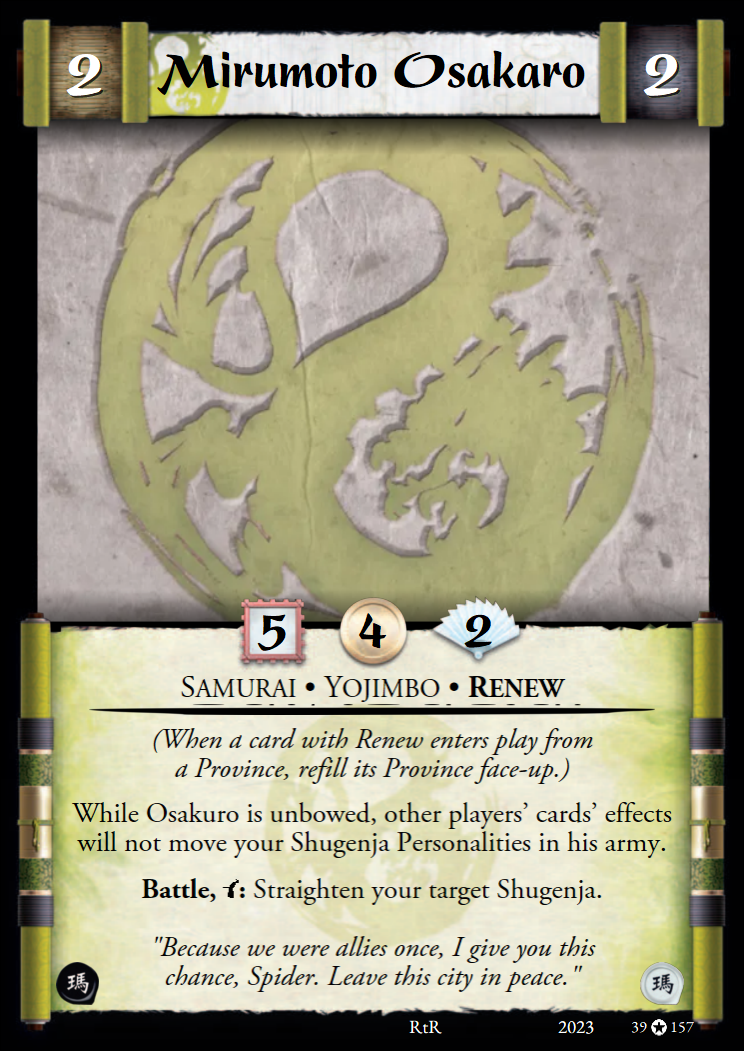 2 Mirumoto Osakaro 2
5 4 2
SAMURAI • YOJIMBO • RENEW
(When a card with Renew enters play from
a Province, refill its Province face-up.)
While Osakuro is unbowed, other players' cards' effects
will not move your Shugenja Personalities in his army.
Battle, : Straighten your target Shugenja.
"Because we were allies once, I give you this
chance, Spider. Leave this city in peace."
瑪 瑪
RtR 2023 39 157